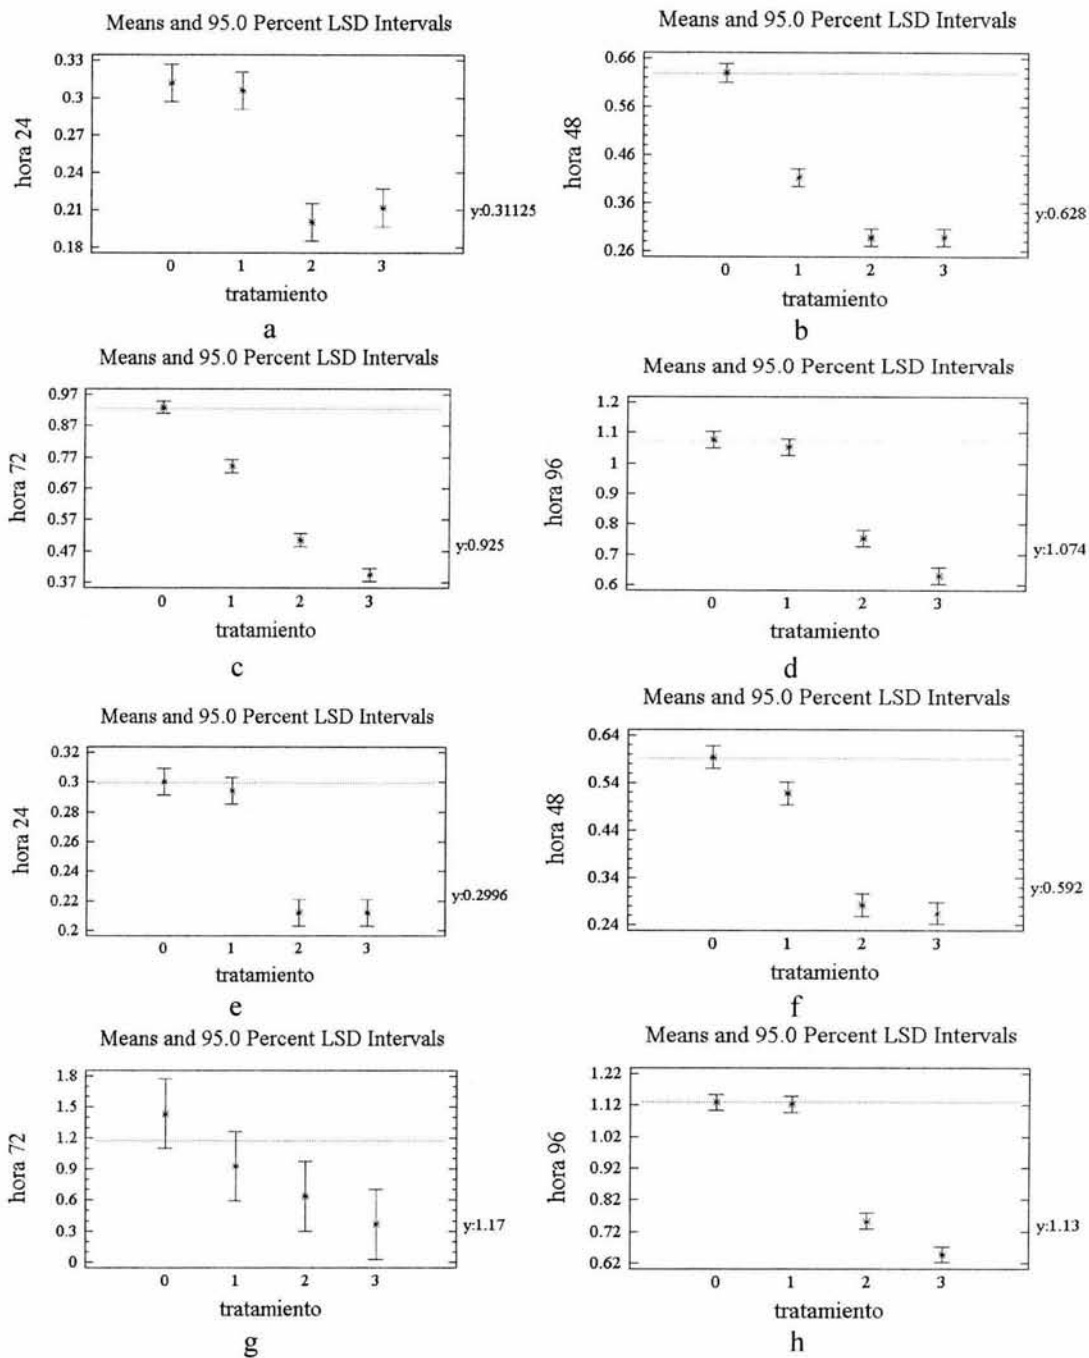 Means and 95.0 Percent LSD Intervals
0.33
0.3
0.27
0.24
0.21
0.18
hora 24
y:0.31125
0 1 2 3
tratamiento
a
Means and 95.0 Percent LSD Intervals
0.66
0.56
0.46
0.36
0.26
hora 48
y:0.628
0 1 2 3
tratamiento
b
Means and 95.0 Percent LSD Intervals
0.97
0.87
0.77
0.67
0.57
0.47
0.37
hora 72
y:0.925
0 1 2 3
tratamiento
c
Means and 95.0 Percent LSD Intervals
1.2
1.1
1
0.9
0.8
0.7
0.6
hora 96
y:1.074
0 1 2 3
tratamiento
d
Means and 95.0 Percent LSD Intervals
0.32
0.3
0.28
0.26
0.24
0.22
0.2
hora 24
y:0.2996
0 1 2 3
tratamiento
e
Means and 95.0 Percent LSD Intervals
0.64
0.54
0.44
0.34
0.24
hora 48
y:0.592
0 1 2 3
tratamiento
f
Means and 95.0 Percent LSD Intervals
1.8
1.5
1.2
0.9
0.6
0.3
0
hora 72
y:1.17
0 1 2 3
tratamiento
g
Means and 95.0 Percent LSD Intervals
1.22
1.12
1.02
0.92
0.82
0.72
0.62
hora 96
y:1.13
0 1 2 3
tratamiento
h